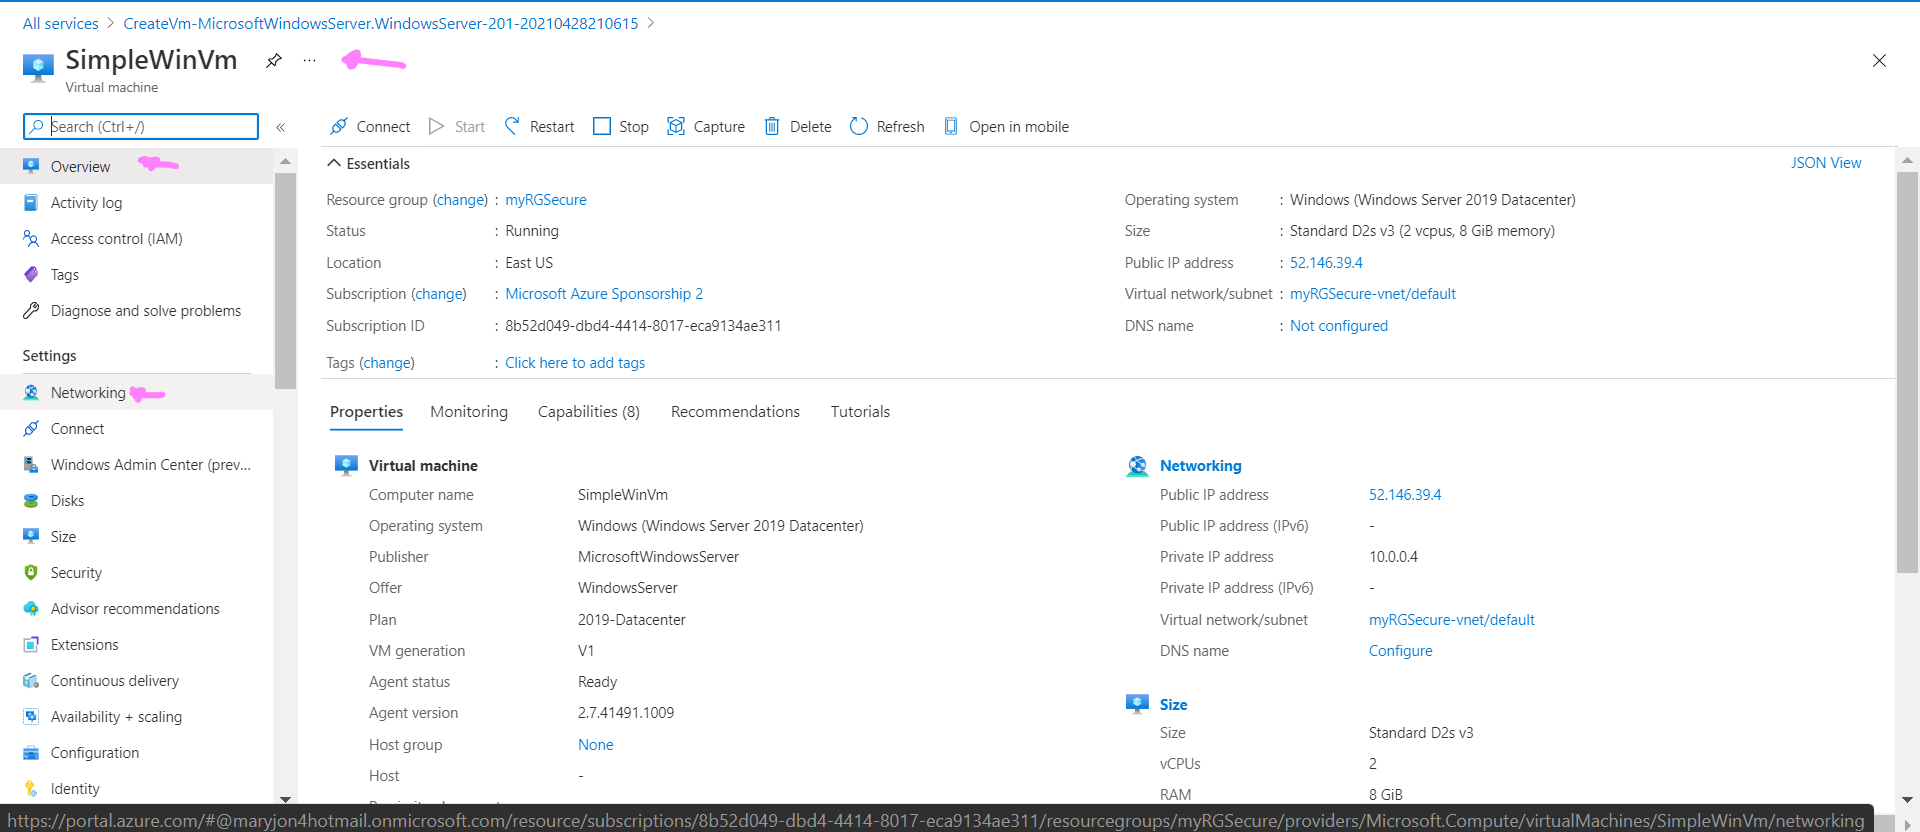 All services > CreateVm-MicrosoftWindowsServer.WindowsServer-201-20210428210615 >
SimpleWinVm ...
Virtual machine
Search (Ctrl+/) «
Connect Start Restart Stop Capture Delete Refresh Open in mobile
Overview
Activity log
Access control (IAM)
Tags
Diagnose and solve problems
Settings
Networking
Connect
Windows Admin Center (prev...
Disks
Size
Security
Advisor recommendations
Extensions
Continuous delivery
Availability + scaling
Configuration
Identity
Essentials JSON View
Resource group (change) : myRGSecure
Status : Running
Location : East US
Subscription (change) : Microsoft Azure Sponsorship 2
Subscription ID : 8b52d049-dbd4-4414-8017-eca9134ae311
Tags (change) : Click here to add tags
Operating system : Windows (Windows Server 2019 Datacenter)
Size : Standard D2s v3 (2 vcpus, 8 GiB memory)
Public IP address : 52.146.39.4
Virtual network/subnet : myRGSecure-vnet/default
DNS name : Not configured
Properties Monitoring Capabilities (8) Recommendations Tutorials
Virtual machine
Computer name SimpleWinVm
Operating system Windows (Windows Server 2019 Datacenter)
Publisher MicrosoftWindowsServer
Offer WindowsServer
Plan 2019-Datacenter
VM generation V1
Agent status Ready
Agent version 2.7.41491.1009
Host group None
Host -
Networking
Public IP address 52.146.39.4
Public IP address (IPv6) -
Private IP address 10.0.0.4
Private IP address (IPv6) -
Virtual network/subnet myRGSecure-vnet/default
DNS name Configure
Size
Size Standard D2s v3
vCPUs 2
RAM 8 GiB
https://portal.azure.com/#@maryjon4hotmail.onmicrosoft.com/resource/subscriptions/8b52d049-dbd4-4414-8017-eca9134ae311/resourcegroups/myRGSecure/providers/Microsoft.Compute/virtualMachines/SimpleWinVm/networking